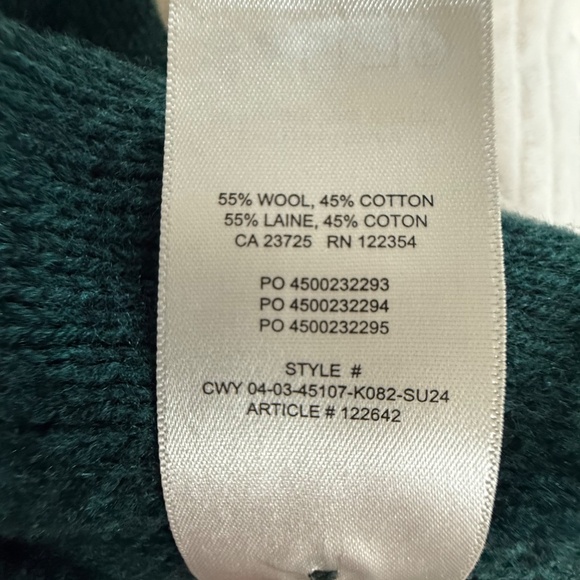 55% WOOL, 45% COTTON
55% LAINE, 45% COTON
CA 23725 RN 122354
PO 4500232293
PO 4500232294
PO 4500232295
STYLE #
CWY 04-03-45107-K082-SU24
ARTICLE # 122642